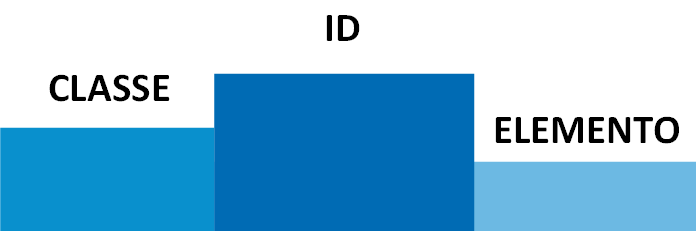 ID
CLASSE
ELEMENTO